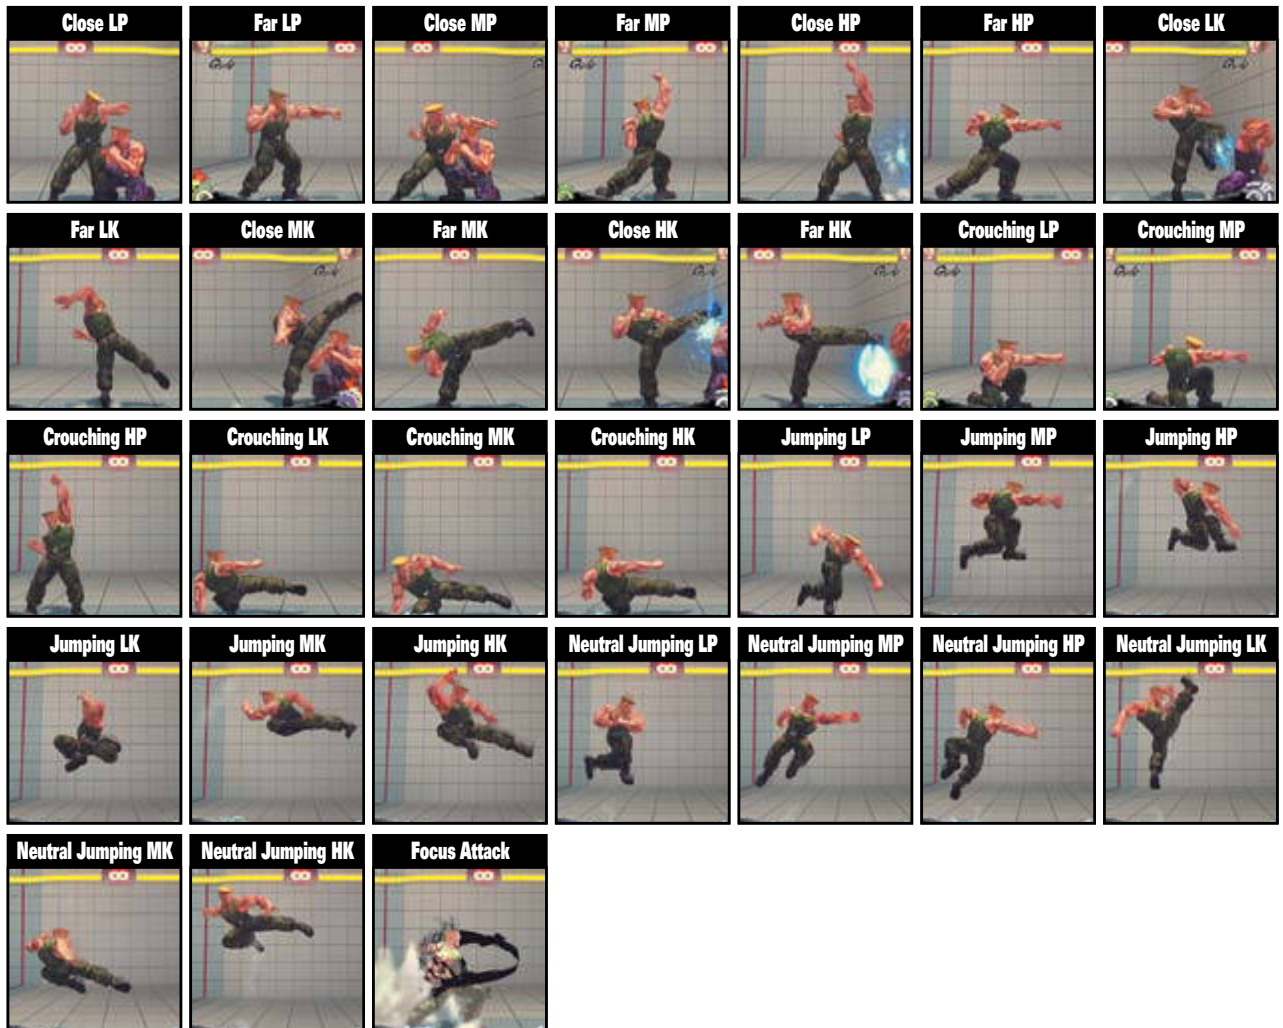 Close LP
Far LP
Close MP
Far MP
Close HP
Far HP
Close LK
Far LK
Close MK
Far MK
Close HK
Far HK
Crouching LP
Crouching MP
Crouching HP
Crouching LK
Crouching MK
Crouching HK
Jumping LP
Jumping MP
Jumping HP
Jumping LK
Jumping MK
Jumping HK
Neutral Jumping LP
Neutral Jumping MP
Neutral Jumping HP
Neutral Jumping LK
Neutral Jumping MK
Neutral Jumping HK
Focus Attack